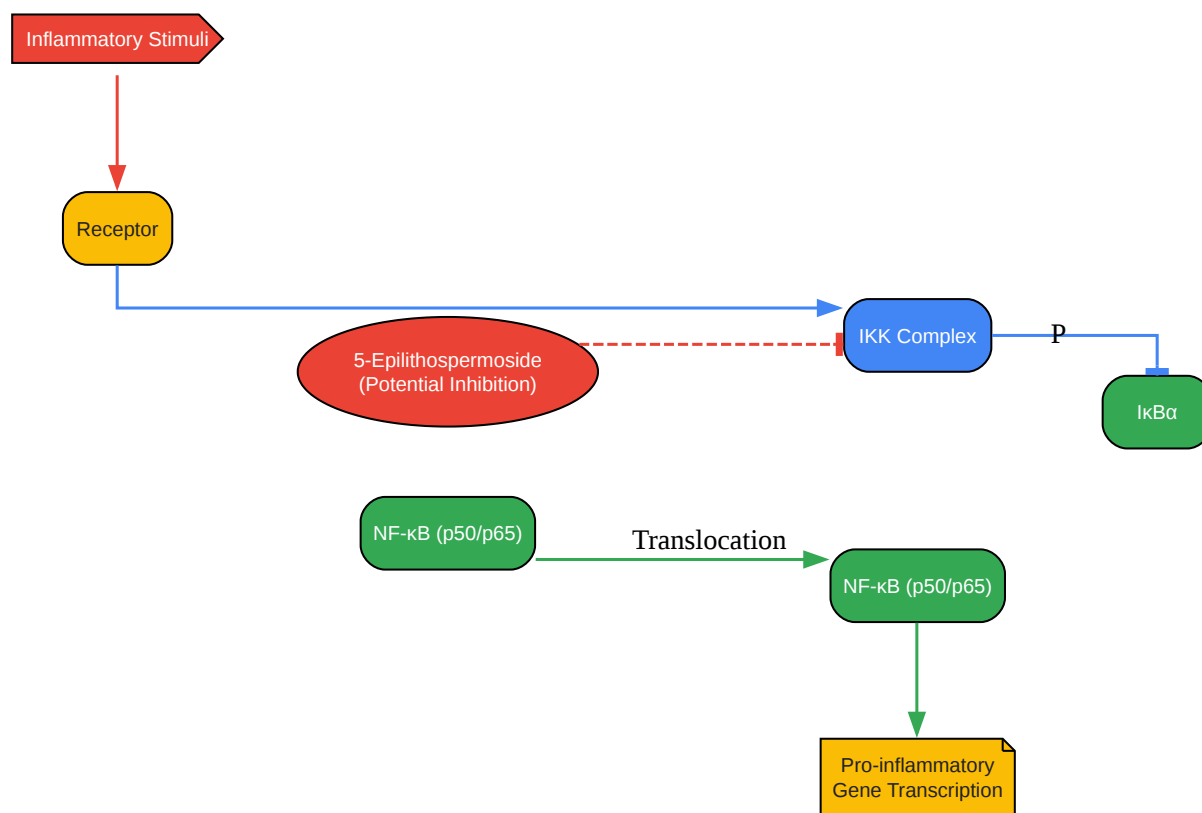 Inflammatory Stimuli
Receptor
IKK Complex
P
5-Epilithospermoside
(Potential Inhibition)
IκBα
NF-κB (p50/p65)
Translocation
NF-κB (p50/p65)
Pro-inflammatory
Gene Transcription